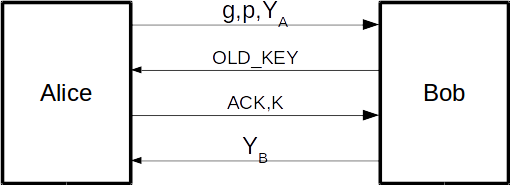 g,p,Y_A
OLD_KEY
Alice
Bob
ACK,K
Y_B